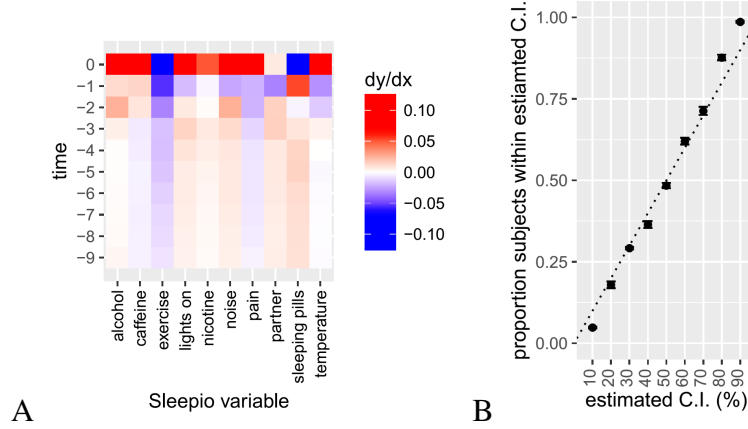 0
−1
−2
−3
−4
−5
−6
−7
−8
−9
time
alcohol
caffeine
exercise
lights on
nicotine
noise
pain
partner
sleeping pills
temperature
Sleepio variable
dy/dx
0.10
0.05
0.00
−0.05
−0.10
A
proportion subjects within estiamted C.I.
1.00
0.75
0.50
0.25
0.00
10
20
30
40
50
60
70
80
90
estimated C.I. (%)
B